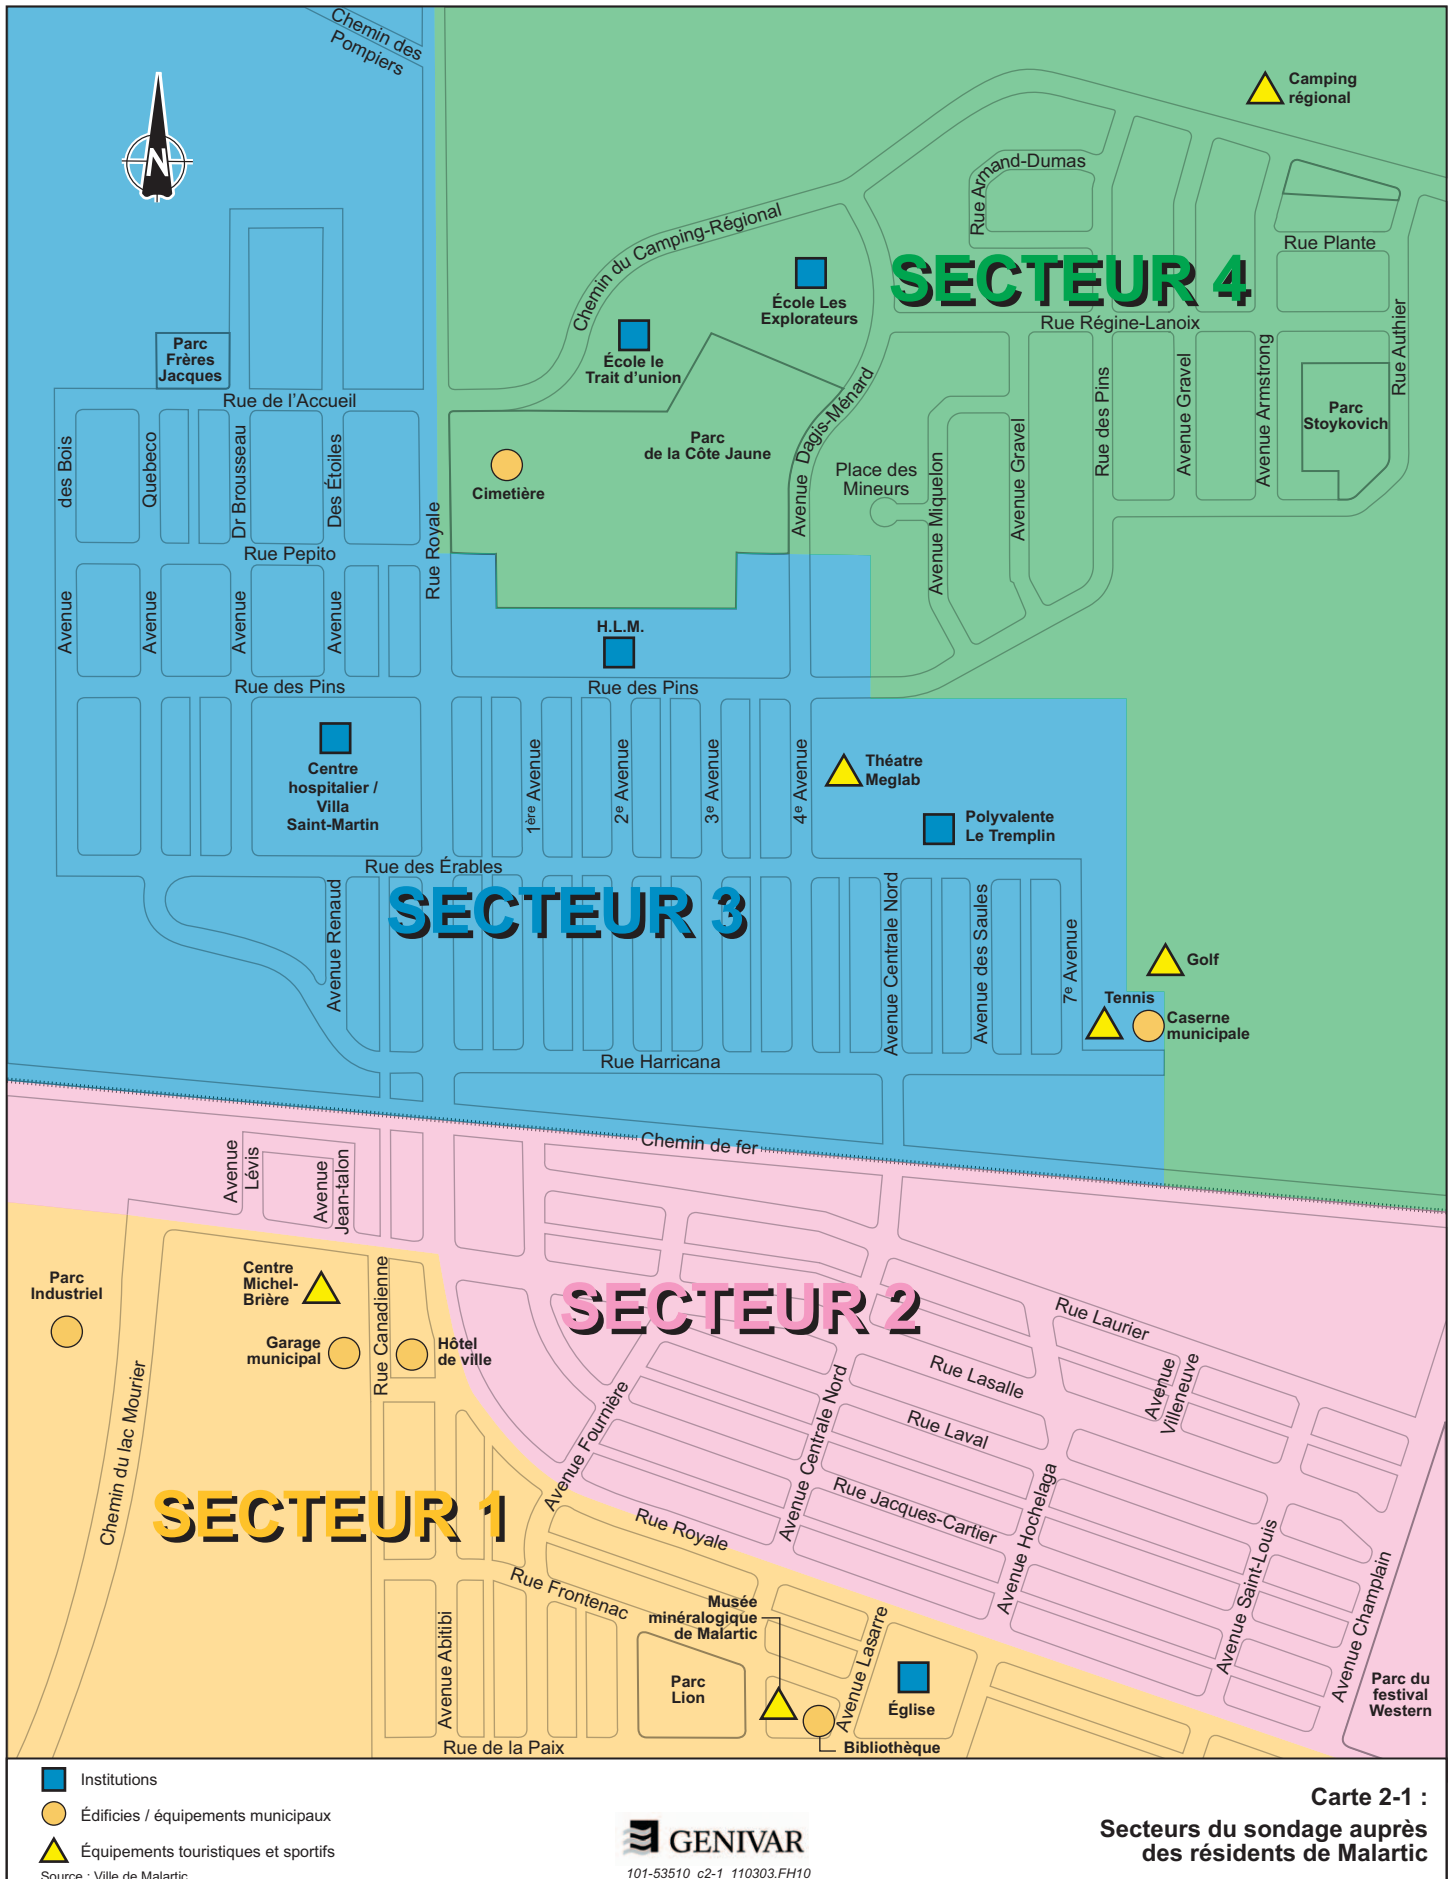 Chemin des
Pompiers
N
Camping
régional
Rue Armand-Dumas
Chemin du Camping-Régional
Rue Plante
SECTEUR 4
École Les
Explorateurs
Rue Régine-Lanoix
École le
Trait d'union
Parc
Frères
Jacques
Rue Authier
Avenue Dagis-Ménard
Avenue Armstrong
Avenue Gravel
Rue des Pins
Rue de l'Accueil
Parc
Stoykovich
Parc
de la Côte Jaune
Avenue des Bois
Avenue Quebeco
Avenue Dr Brousseau
Avenue Des Étoiles
Place des
Mineurs
Avenue Miquelon
Avenue Gravel
Cimetière
Rue Royale
Rue Pepito
H.L.M.
Rue des Pins
Rue des Pins
Centre
hospitalier /
Villa
Saint-Martin
1ère Avenue
2e Avenue
3e Avenue
4e Avenue
Théatre
Meglab
Polyvalente
Le Tremplin
Rue des Érables
SECTEUR 3
Avenue Renaud
Avenue Centrale Nord
Avenue des Saules
7e Avenue
Golf
Tennis
Caserne
municipale
Rue Harricana
Chemin de fer
Avenue
Lévis
Avenue
Jean-talon
Parc
Industriel
Centre
Michel-
Brière
Garage
municipal
Rue Canadienne
Hôtel
de ville
SECTEUR 2
Rue Laurier
Rue Lasalle
Avenue
Villeneuve
Chemin du lac Mourier
Avenue Fournière
Avenue Centrale Nord
Rue Laval
Rue Jacques-Cartier
Avenue Hochelaga
SECTEUR 1
Rue Royale
Avenue Saint-Louis
Avenue Champlain
Rue Frontenac
Musée
minéralogique
de Malartic
Avenue Abitibi
Avenue Lasarre
Parc
Lion
Église
Parc du
festival
Western
Rue de la Paix
Bibliothèque
Institutions
Édificies / équipements municipaux
Équipements touristiques et sportifs
Source : Ville de Malartic
GENIVAR
101-53510_c2-1_110303.FH10
Carte 2-1 :
Secteurs du sondage auprès
des résidents de Malartic